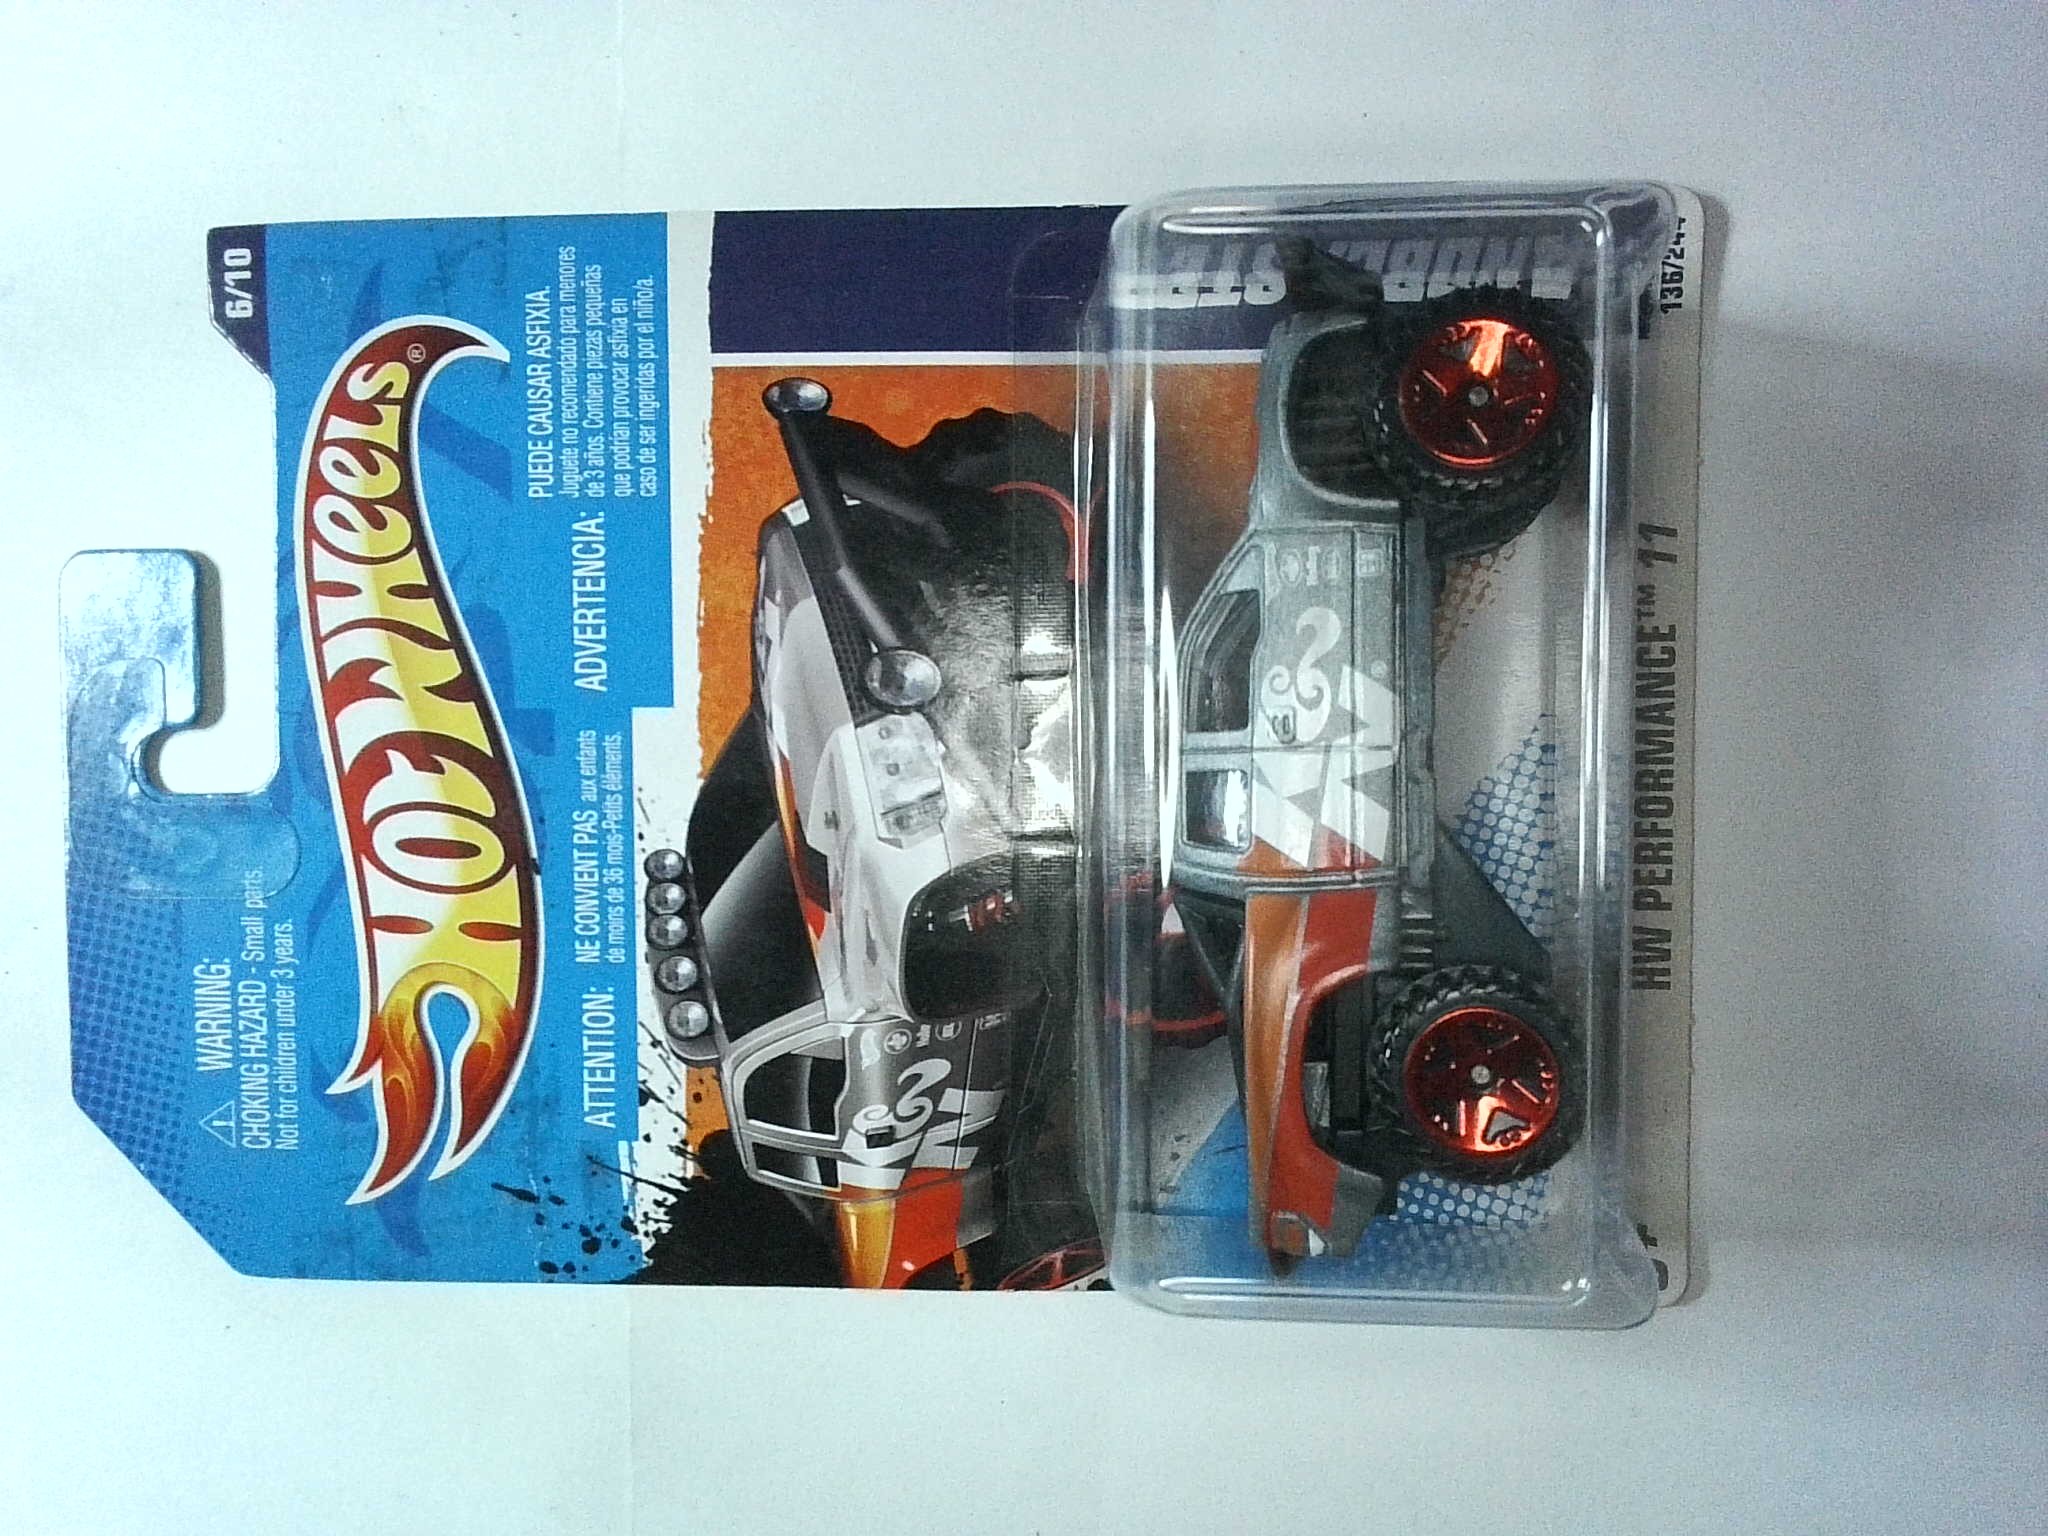 6/10
WARNING:
CHOKING HAZARD - Small parts.
Not for children under 3 years.
HOT WHEELS®
ATTENTION: NE CONVIENT PAS aux enfants
de moins de 36 mois-Petits éléments.
ADVERTENCIA: PUEDE CAUSAR ASFIXIA.
Juguete no recomendado para menores
de 3 años. Contiene piezas pequeñas
que podrían provocar asfixia en
caso de ser ingeridas por el niño/a.
K&N
K&N
HW PERFORMANCE™ 11
136/244